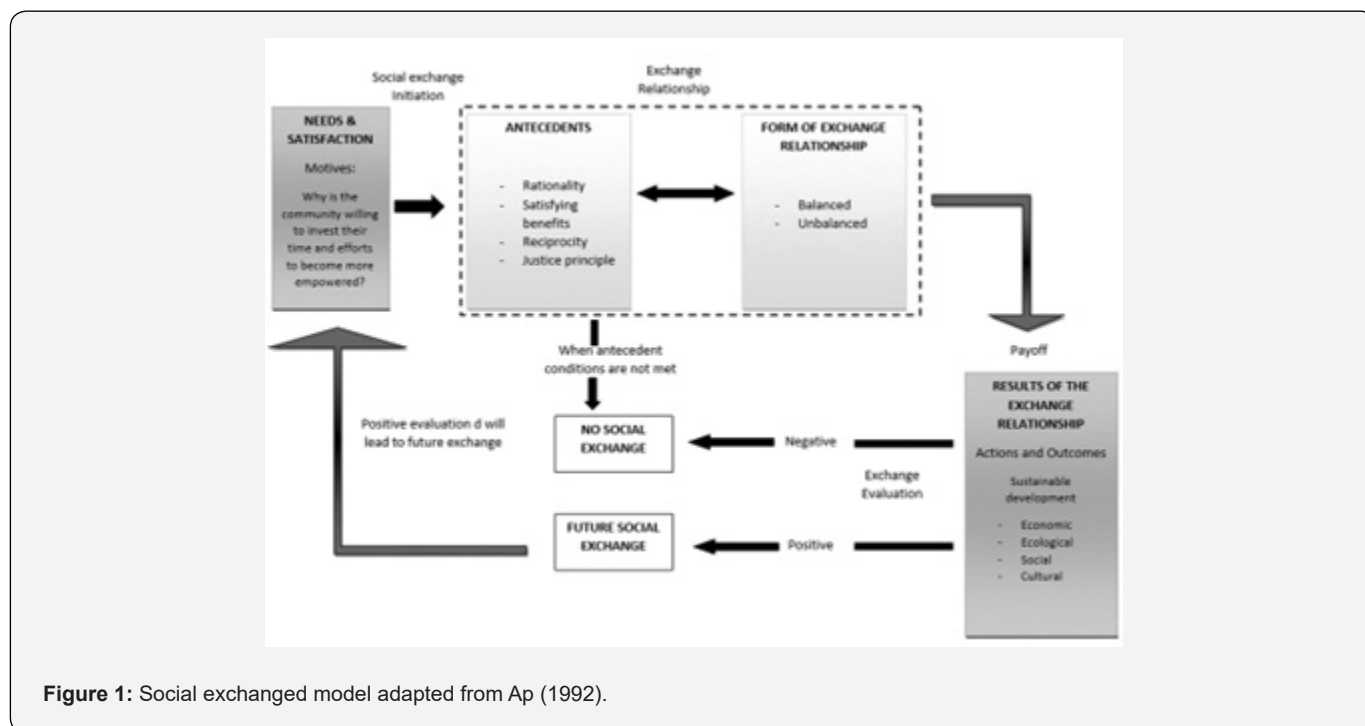 Social exchange
Initiation
Exchange
Relationship
NEEDS &
SATISFACTION
Motives:
Why is the
community willing
to invest their
time and efforts
to become more
empowered?
ANTECEDENTS
- Rationality
- Satisfying
benefits
- Reciprocity
- Justice principle
FORM OF EXCHANGE
RELATIONSHIP
- Balanced
- Unbalanced
When antecedent
conditions are not met
Payoff
RESULTS OF THE
EXCHANGE
RELATIONSHIP
Actions and Outcomes
Sustainable
development
- Economic
- Ecological
- Social
- Cultural
Positive evaluation d will
lead to future exchange
NO SOCIAL
EXCHANGE
Negative
Exchange
Evaluation
FUTURE SOCIAL
EXCHANGE
Positive
Figure 1: Social exchanged model adapted from Ap (1992).